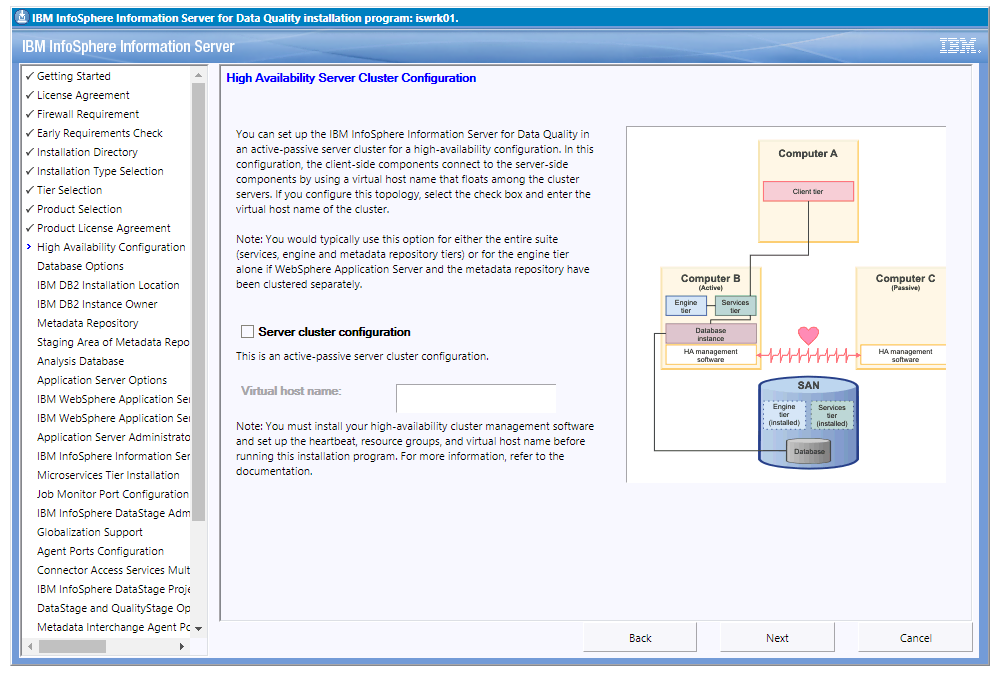 IBM InfoSphere Information Server for Data Quality installation program: iswrk01.
IBM InfoSphere Information Server
IBM.
✓ Getting Started
✓ License Agreement
✓ Firewall Requirement
✓ Early Requirements Check
✓ Installation Directory
✓ Installation Type Selection
✓ Tier Selection
✓ Product Selection
✓ Product License Agreement
› High Availability Configuration
Database Options
IBM DB2 Installation Location
IBM DB2 Instance Owner
Metadata Repository
Staging Area of Metadata Repo
Analysis Database
Application Server Options
IBM WebSphere Application Ser
IBM WebSphere Application Ser
Application Server Administrato
IBM InfoSphere Information Ser
Microservices Tier Installation
Job Monitor Port Configuration
IBM InfoSphere DataStage Adm
Globalization Support
Agent Ports Configuration
Connector Access Services Mult
IBM InfoSphere DataStage Proje
DataStage and QualityStage Op
Metadata Interchange Agent Po
High Availability Server Cluster Configuration
You can set up the IBM InfoSphere Information Server for Data Quality in
an active-passive server cluster for a high-availability configuration. In this
configuration, the client-side components connect to the server-side
components by using a virtual host name that floats among the cluster
servers. If you configure this topology, select the check box and enter the
virtual host name of the cluster.
Note: You would typically use this option for either the entire suite
(services, engine and metadata repository tiers) or for the engine tier
alone if WebSphere Application Server and the metadata repository have
been clustered separately.
Server cluster configuration
This is an active-passive server cluster configuration.
Virtual host name:
Note: You must install your high-availability cluster management software
and set up the heartbeat, resource groups, and virtual host name before
running this installation program. For more information, refer to the
documentation.
Computer A
Client tier
Computer B
(Active)
Engine
tier
Services
tier
Database
instance
HA management
software
Computer C
(Passive)
HA management
software
SAN
Engine
tier
(installed)
Services
tier
(installed)
Database
Back
Next
Cancel